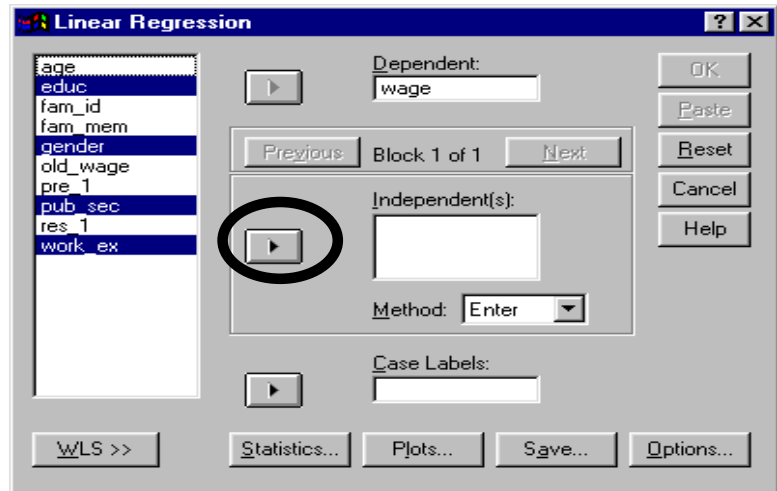 Linear Regression
age
educ
fam_id
fam_mem
gender
old_wage
pre_1
pub_sec
res_1
work_ex
Dependent:
wage
Previous
Block 1 of 1
Next
Independent(s):
Method:
Enter
Case Labels:
OK
Paste
Reset
Cancel
Help
WLS >>
Statistics...
Plots...
Save...
Options...